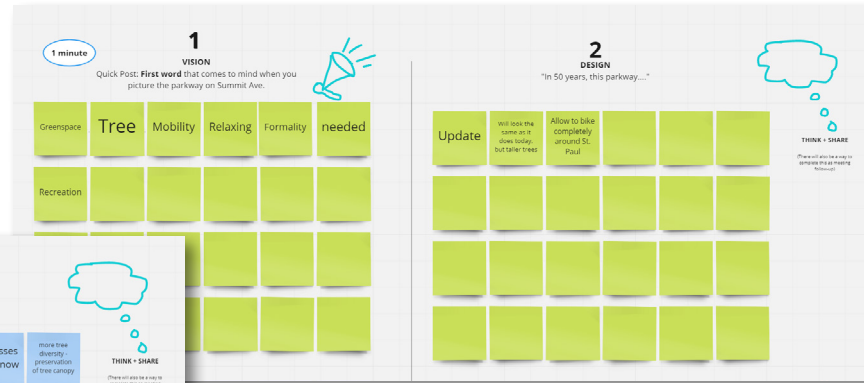 1 minute
1
VISION
Quick Post: First word that comes to mind when you
picture the parkway on Summit Ave.
Greenspace
Tree
Mobility
Relaxing
Formality
needed
Recreation
2
DESIGN
"In 50 years, this parkway...."
Update
Will look the
same as it
does today,
but taller trees
Allow to bike
completely
around St.
Paul
THINK + SHARE
(There will also be a way to
complete this as meeting
followup)
sses
now
more tree
diversity -
preservation
of tree canopy
THINK + SHARE
(There will also be a way to